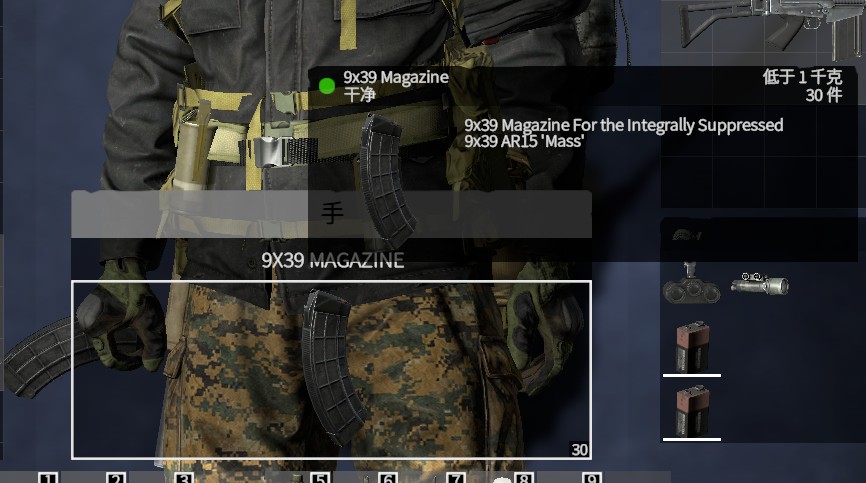 9x39 Magazine
干净
低于 1 千克
30 件
9x39 Magazine For the Integrally Suppressed
9x39 AR15 'Mass'
手
9X39 MAGAZINE
30
1 2 3 5 6 7 8 9